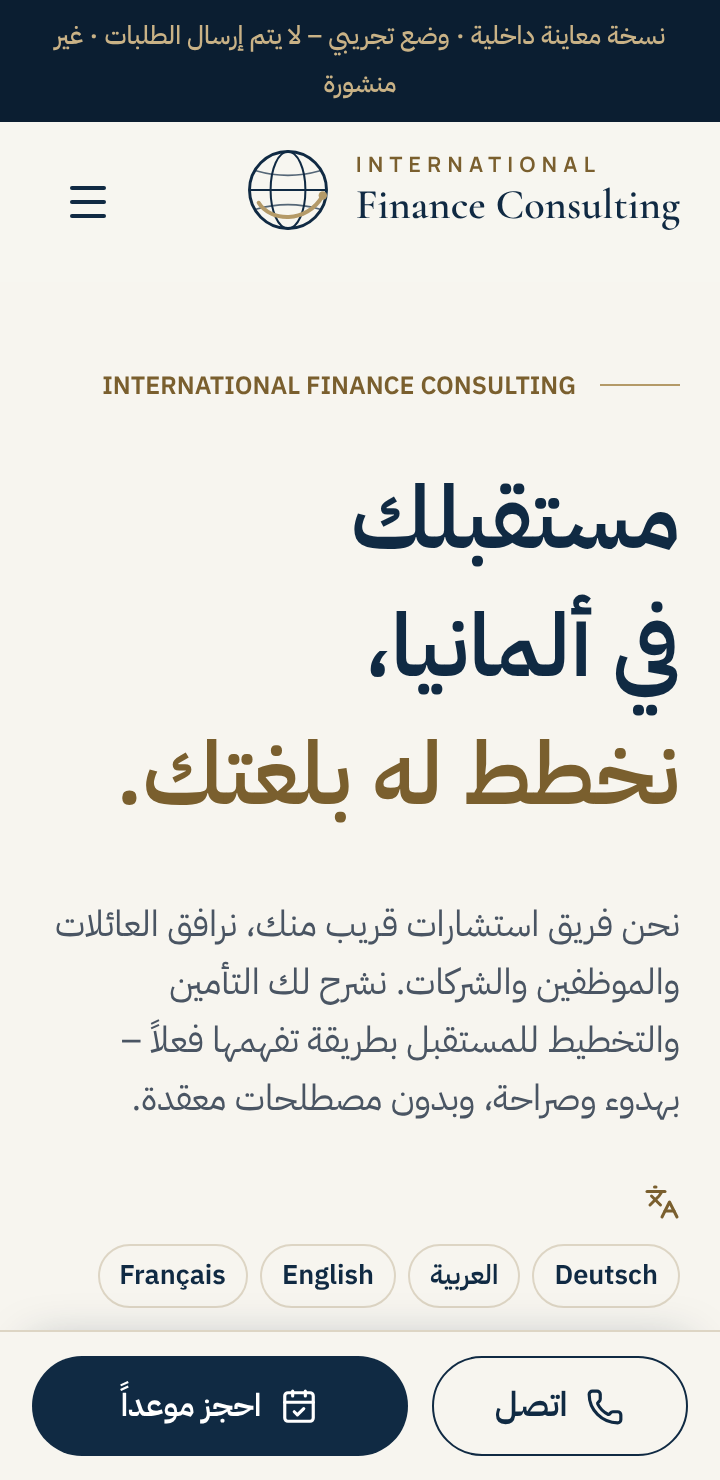 نسخة معاينة داخلية · وضع تجريبي – لا يتم إرسال الطلبات · غير
منشورة
INTERNATIONAL
Finance Consulting
INTERNATIONAL FINANCE CONSULTING
مستقبلك
في ألمانيا،
نخطط له بلغتك.
نحن فريق استشارات قريب منك، نرافق العائلات
والموظفين والشركات. نشرح لك التأمين
والتخطيط للمستقبل بطريقة تفهمها فعلاً –
بهدوء وصراحة، وبدون مصطلحات معقدة.
Deutsch العربية English Français
اتصل احجز موعداً